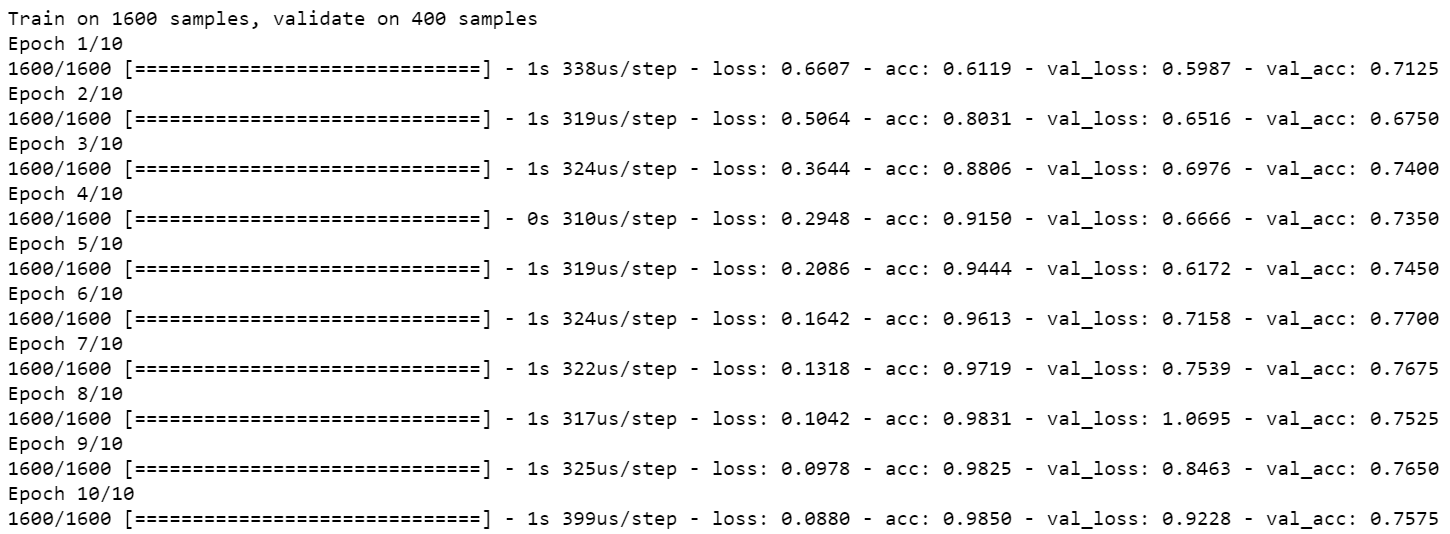 Train on 1600 samples, validate on 400 samples
Epoch 1/10
1600/1600 [==============================] - 1s 338us/step - loss: 0.6607 - acc: 0.6119 - val_loss: 0.5987 - val_acc: 0.7125
Epoch 2/10
1600/1600 [==============================] - 1s 319us/step - loss: 0.5064 - acc: 0.8031 - val_loss: 0.6516 - val_acc: 0.6750
Epoch 3/10
1600/1600 [==============================] - 1s 324us/step - loss: 0.3644 - acc: 0.8806 - val_loss: 0.6976 - val_acc: 0.7400
Epoch 4/10
1600/1600 [==============================] - 0s 310us/step - loss: 0.2948 - acc: 0.9150 - val_loss: 0.6666 - val_acc: 0.7350
Epoch 5/10
1600/1600 [==============================] - 1s 319us/step - loss: 0.2086 - acc: 0.9444 - val_loss: 0.6172 - val_acc: 0.7450
Epoch 6/10
1600/1600 [==============================] - 1s 324us/step - loss: 0.1642 - acc: 0.9613 - val_loss: 0.7158 - val_acc: 0.7700
Epoch 7/10
1600/1600 [==============================] - 1s 322us/step - loss: 0.1318 - acc: 0.9719 - val_loss: 0.7539 - val_acc: 0.7675
Epoch 8/10
1600/1600 [==============================] - 1s 317us/step - loss: 0.1042 - acc: 0.9831 - val_loss: 1.0695 - val_acc: 0.7525
Epoch 9/10
1600/1600 [==============================] - 1s 325us/step - loss: 0.0978 - acc: 0.9825 - val_loss: 0.8463 - val_acc: 0.7650
Epoch 10/10
1600/1600 [==============================] - 1s 399us/step - loss: 0.0880 - acc: 0.9850 - val_loss: 0.9228 - val_acc: 0.7575